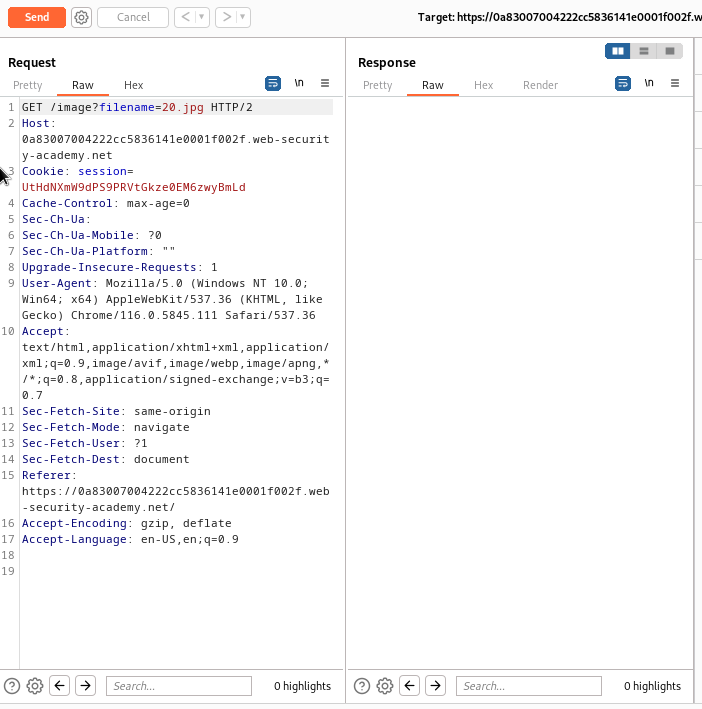 Send
Cancel
Target: https://0a83007004222cc5836141e0001f002f.w
Request
Pretty Raw Hex \n
1 GET /image?filename=20.jpg HTTP/2
2 Host:
0a83007004222cc5836141e0001f002f.web-securit
y-academy.net
3 Cookie: session=
UtHdNXmW9dPS9PRVtGkze0EM6zwyBmLd
4 Cache-Control: max-age=0
5 Sec-Ch-Ua:
6 Sec-Ch-Ua-Mobile: ?0
7 Sec-Ch-Ua-Platform: ""
8 Upgrade-Insecure-Requests: 1
9 User-Agent: Mozilla/5.0 (Windows NT 10.0;
Win64; x64) AppleWebKit/537.36 (KHTML, like
Gecko) Chrome/116.0.5845.111 Safari/537.36
10 Accept:
text/html,application/xhtml+xml,application/
xml;q=0.9,image/avif,image/webp,image/apng,*
/*;q=0.8,application/signed-exchange;v=b3;q=
0.7
11 Sec-Fetch-Site: same-origin
12 Sec-Fetch-Mode: navigate
13 Sec-Fetch-User: ?1
14 Sec-Fetch-Dest: document
15 Referer:
https://0a83007004222cc5836141e0001f002f.web
-security-academy.net/
16 Accept-Encoding: gzip, deflate
17 Accept-Language: en-US,en;q=0.9
18
19
Search...
0 highlights
Response
Pretty Raw Hex Render \n
Search...
0 highlights